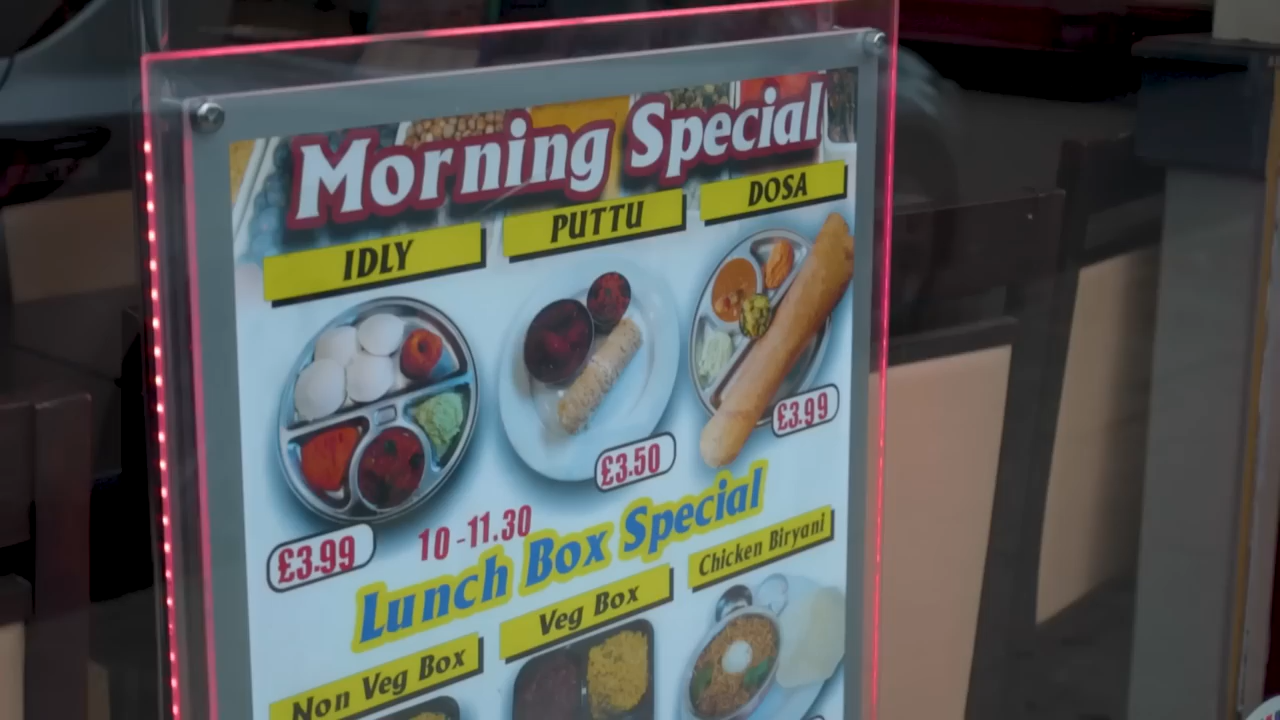 Morning Special
IDLY
PUTTU
DOSA
£3.99
£3.50
£3.99
10-11.30
Lunch Box Special
Non Veg Box
Veg Box
Chicken Biryani